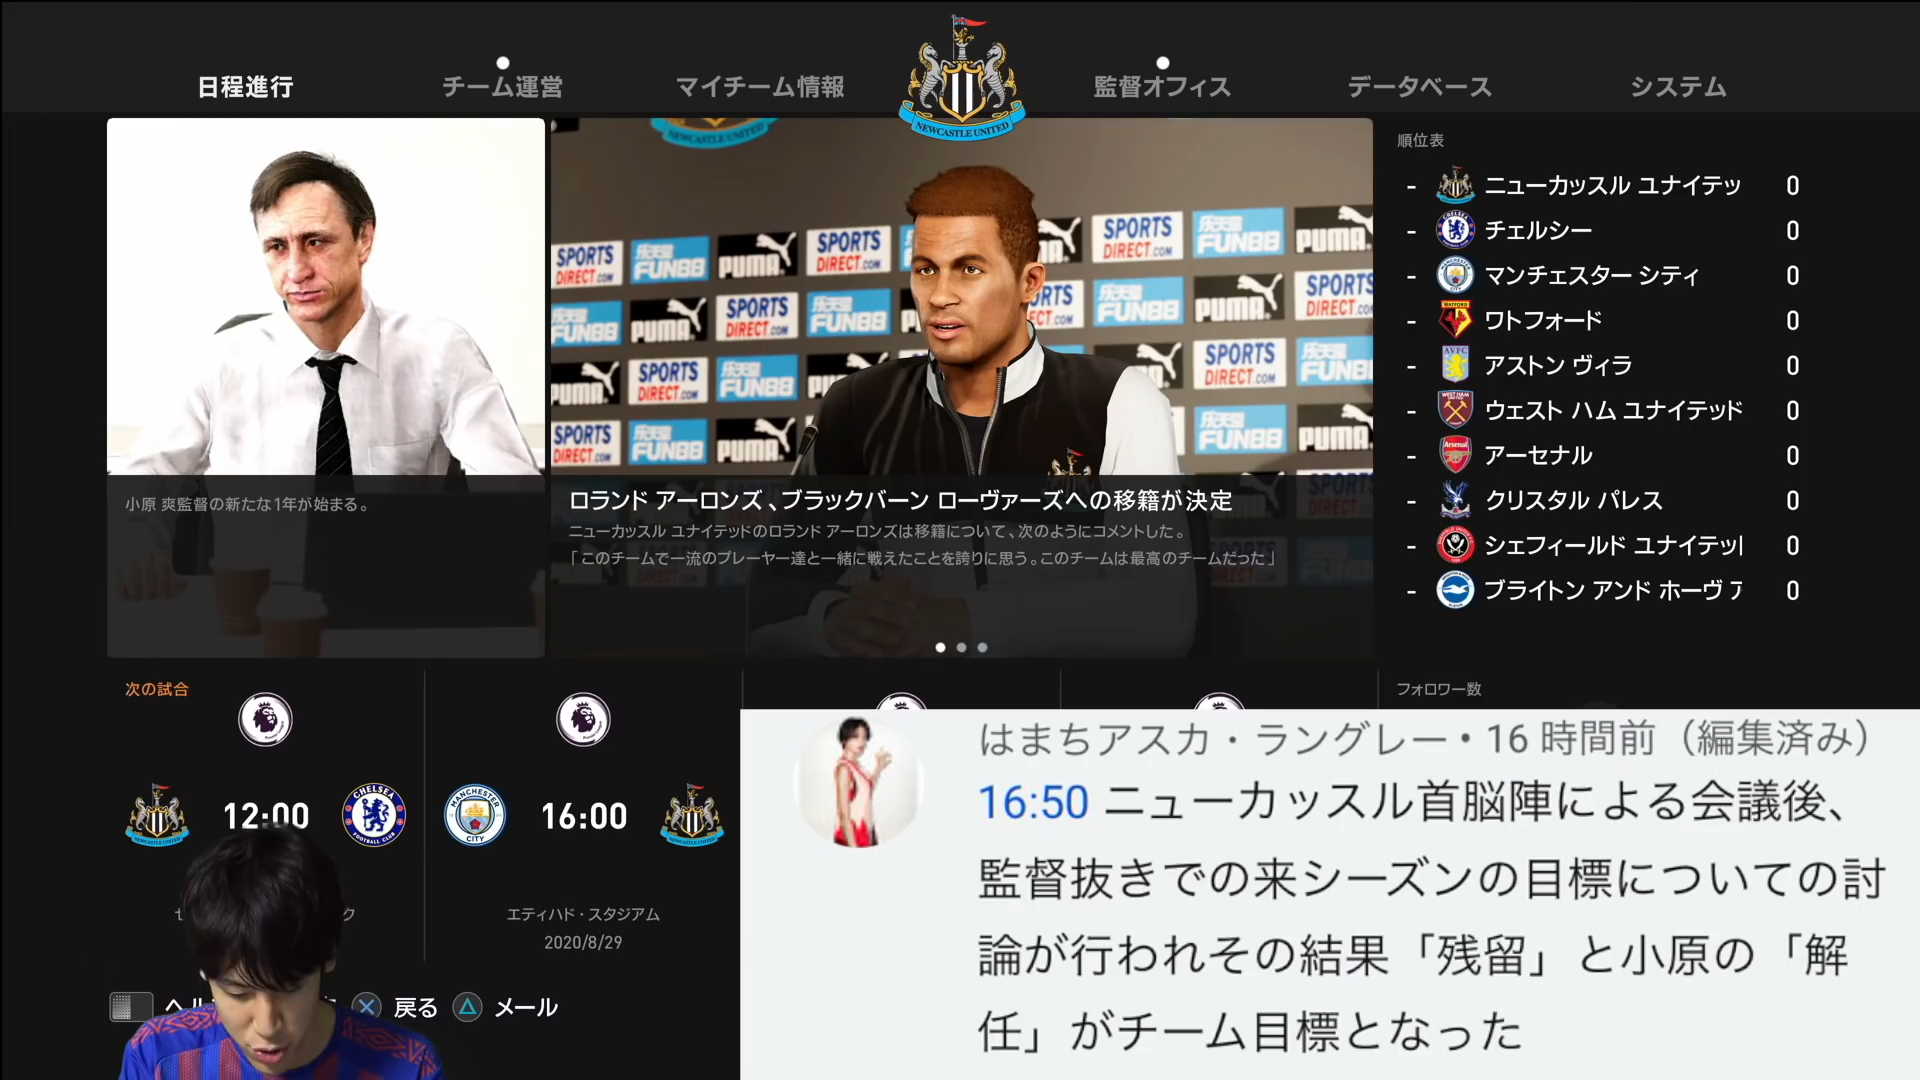 日程進行
チーム運営
マイチーム情報
NEWCASTLE UNITED
監督オフィス
データベース
システム
小原 爽監督の新たな1年が始まる。
NEWCASTLE UNITED
SPORTS DIRECT.COM
乐天堂 FUN88
PUMA
ロランド アーロンズ、ブラックバーン ローヴァーズへの移籍が決定
ニューカッスル ユナイテッドのロランド アーロンズは移籍について、次のようにコメントした。
「このチームで一流のプレーヤー達と一緒に戦えたことを誇りに思う。このチームは最高のチームだった」
順位表
- ニューカッスル ユナイテッ 0
- チェルシー 0
- マンチェスター シティ 0
- ワトフォード 0
- アストン ヴィラ 0
- ウェスト ハム ユナイテッド 0
- アーセナル 0
- クリスタル パレス 0
- シェフィールド ユナイテッ 0
- ブライトン アンド ホーヴ ア 0
次の試合
12:00
16:00
エティハド・スタジアム
2020/8/29
フォロワー数
戻る
メール
はまちアスカ・ラングレー・16 時間前（編集済み）
16:50 ニューカッスル首脳陣による会議後、
監督抜きでの来シーズンの目標についての討
論が行われその結果「残留」と小原の「解
任」がチーム目標となった